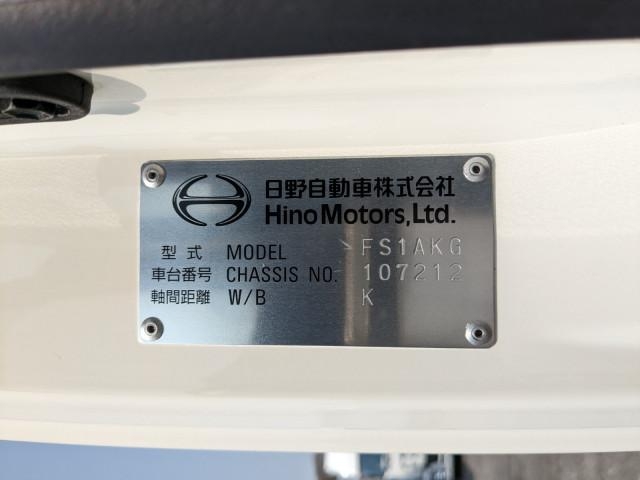 日野自動車株式会社
Hino Motors, Ltd.
型式 MODEL FS1AKG
車台番号 CHASSIS NO. 107212
軸間距離 W/B K